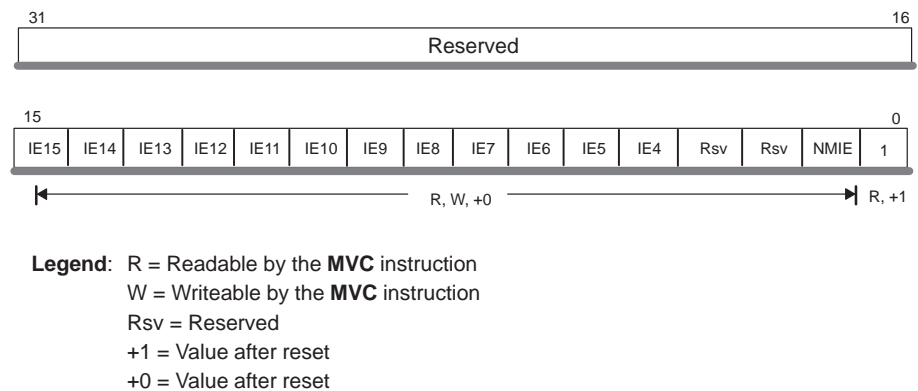 31 16
Reserved
15 0
IE15 IE14 IE13 IE12 IE11 IE10 IE9 IE8 IE7 IE6 IE5 IE4 Rsv Rsv NMIE 1
R, W, +0 R, +1
Legend: R = Readable by the MVC instruction
W = Writeable by the MVC instruction
Rsv = Reserved
+1 = Value after reset
+0 = Value after reset